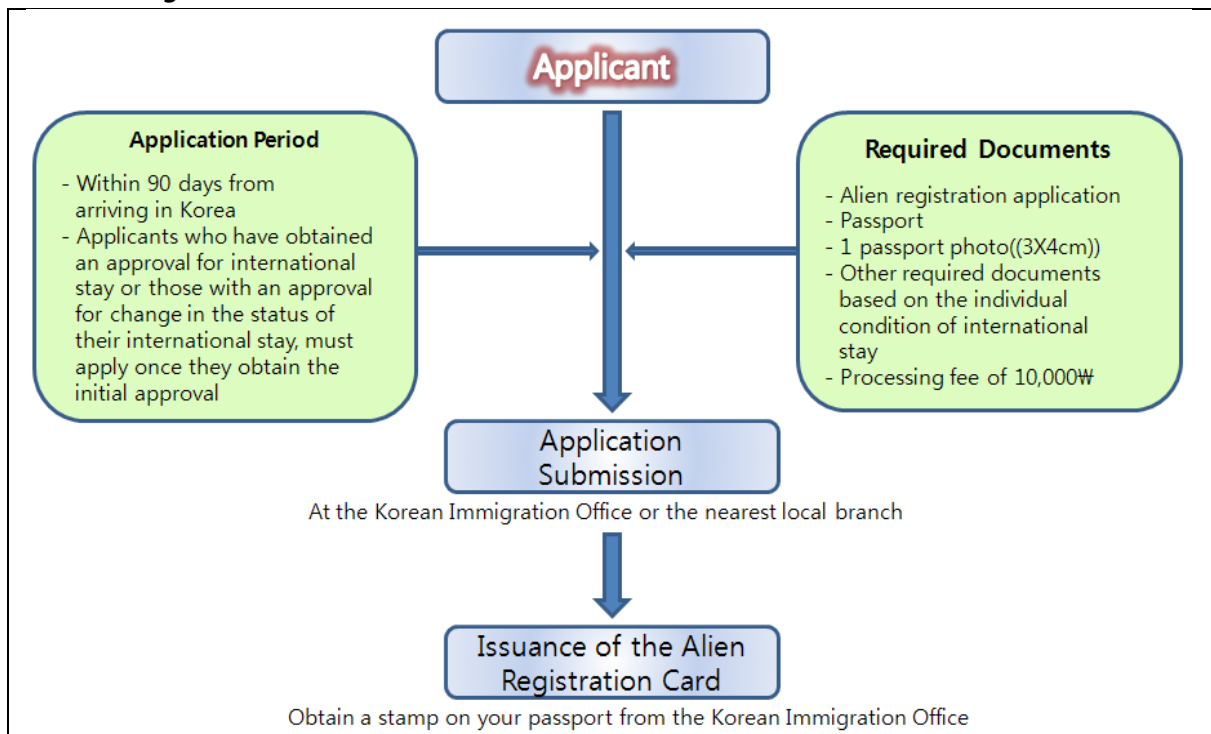 Applicant
Application Period
- Within 90 days from
arriving in Korea
- Applicants who have obtained
an approval for international
stay or those with an approval
for change in the status of
their international stay, must
apply once they obtain the
initial approval
Required Documents
- Alien registration application
- Passport
- 1 passport photo((3X4cm))
- Other required documents
based on the individual
condition of international
stay
- Processing fee of 10,000₩
Application
Submission
At the Korean Immigration Office or the nearest local branch
Issuance of the Alien
Registration Card
Obtain a stamp on your passport from the Korean Immigration Office